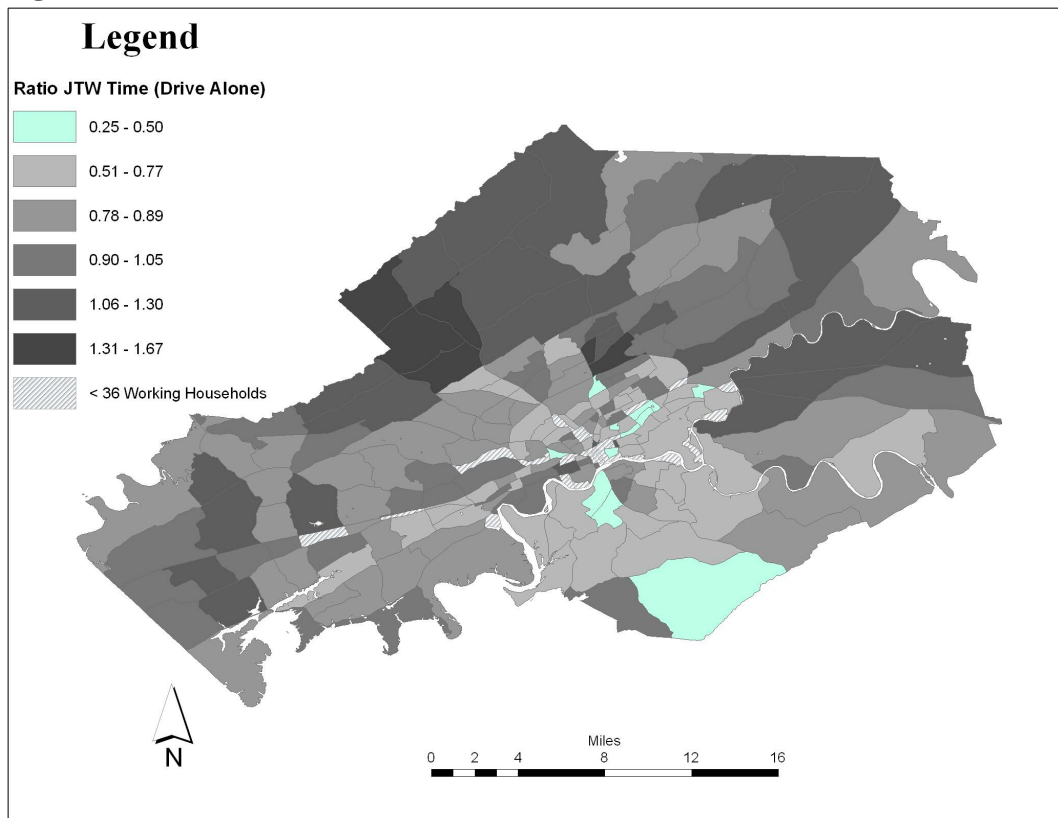 Legend
Ratio JTW Time (Drive Alone)
0.25 - 0.50
0.51 - 0.77
0.78 - 0.89
0.90 - 1.05
1.06 - 1.30
1.31 - 1.67
< 36 Working Households
N
Miles
0 2 4 8 12 16